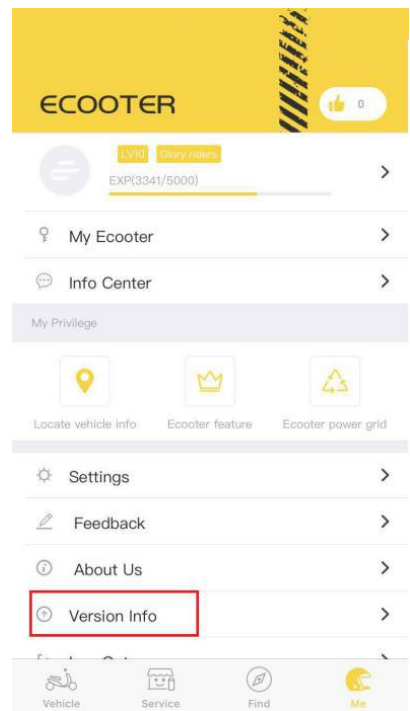 ECOOTER
0
LV10 Glory riders
EXP(3341/5000)
My Ecooter
Info Center
My Privilege
Locate vehicle info Ecooter feature Ecooter power grid
Settings
Feedback
About Us
Version Info
Vehicle Service Find Me